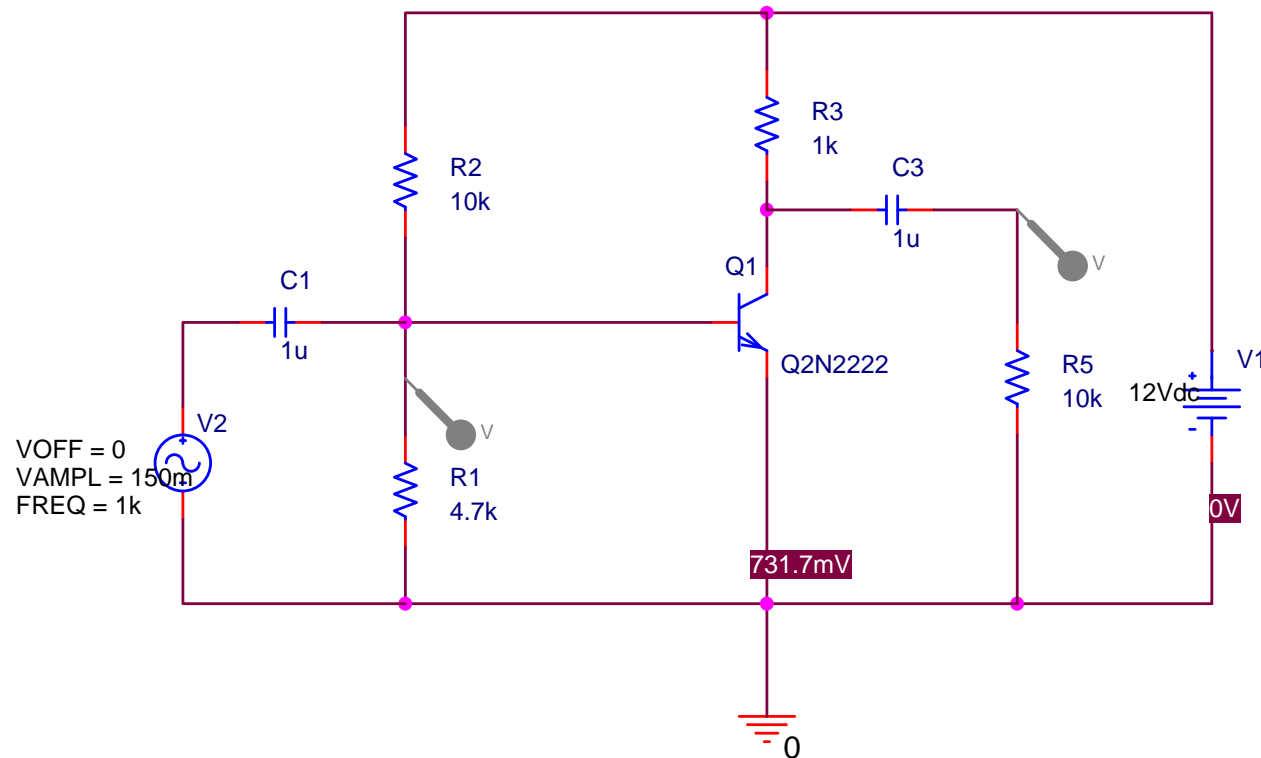 R3
1k
R2
10k
C3
1u
V
Q1
C1
1u
Q2N2222
R5
10k
V1
12Vdc
V2
V
VOFF = 0
VAMPL = 150m
FREQ = 1k
R1
4.7k
0V
731.7mV
0